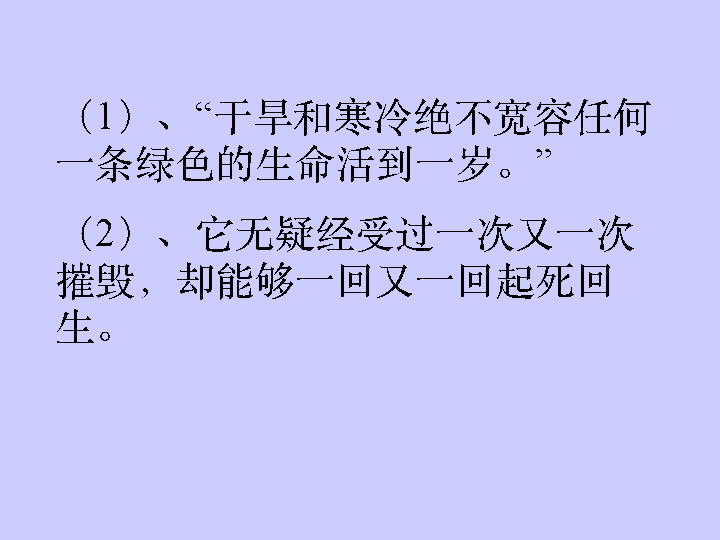 （1）、“干旱和寒冷绝不宽容任何
一条绿色的生命活到一岁。”
（2）、它无疑经受过一次又一次
摧毁，却能够一回又一回起死回
生。